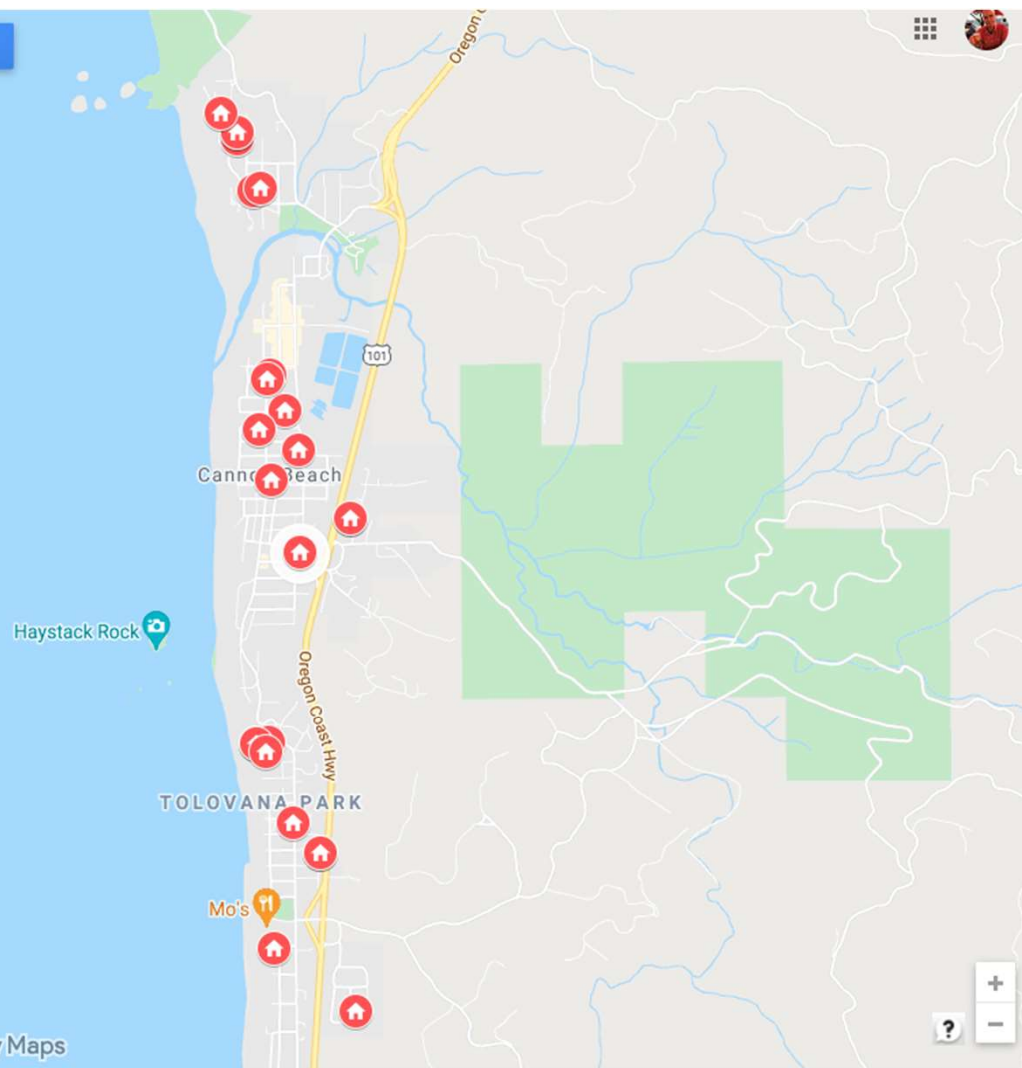 Oregon
101
Cannon Beach
Haystack Rock
Oregon Coast Hwy
TOLOVANA PARK
Mo's
Maps
+
?
−